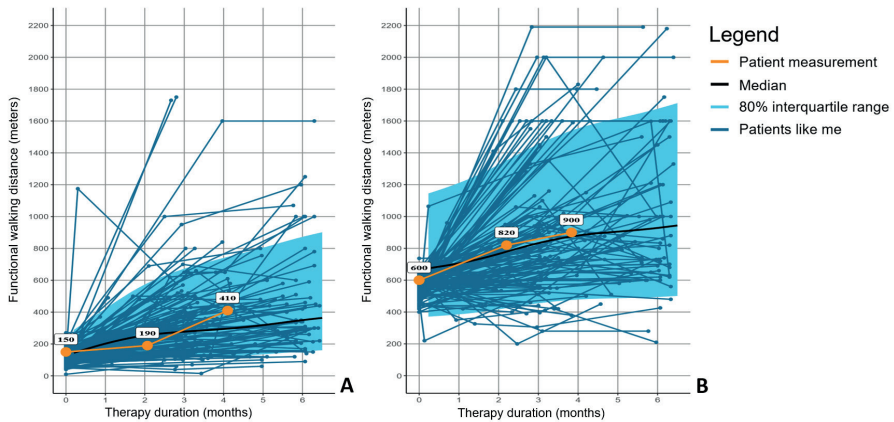 2200
2000
1800
1600
1400
1200
1000
800
600
400
200
0
Functional walking distance (meters)
150
190
410
0 1 2 3 4 5 6
Therapy duration (months)
A
2200
2000
1800
1600
1400
1200
1000
800
600
400
200
0
Functional walking distance (meters)
600
820
900
0 1 2 3 4 5 6
Therapy duration (months)
B
Legend
Patient measurement
Median
80% interquartile range
Patients like me